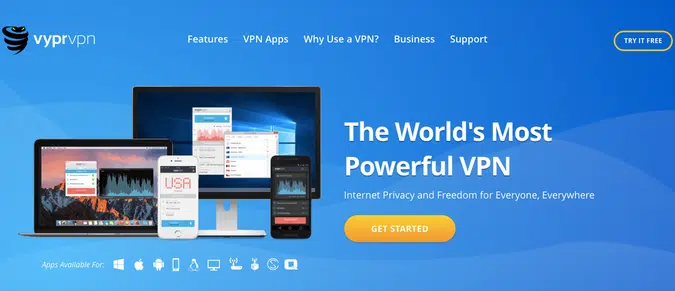 vyprvpn
Features VPN Apps Why Use a VPN? Business Support
TRY IT FREE
The World's Most
Powerful VPN
Internet Privacy and Freedom for Everyone, Everywhere
GET STARTED
USA
Apps Available For: